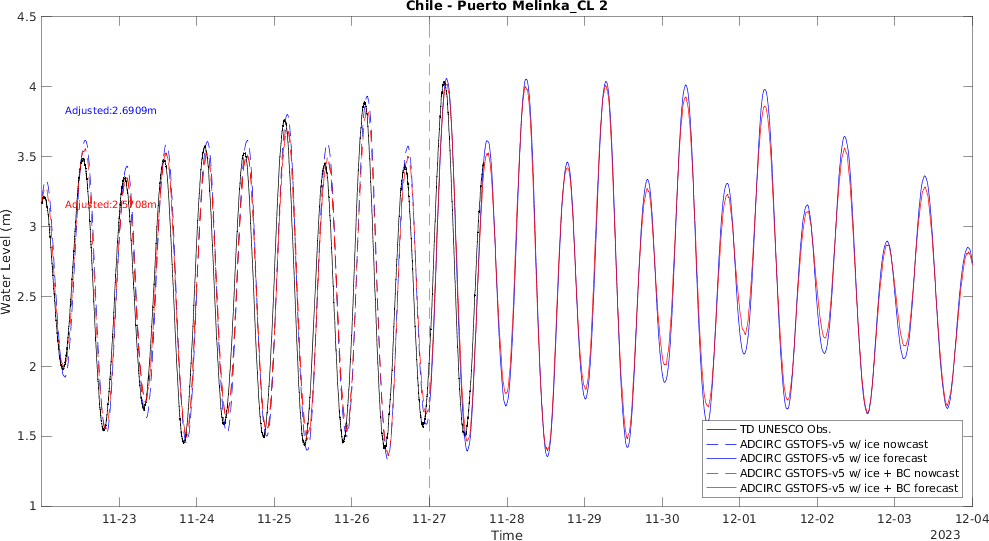 Chile - Puerto Melinka_CL 2
4.5
4
3.5
3
2.5
2
1.5
1
Water Level (m)
Adjusted:2.6909m
Adjusted:2.5708m
TD UNESCO Obs.
ADCIRC GSTOFS-v5 w/ ice nowcast
ADCIRC GSTOFS-v5 w/ ice forecast
ADCIRC GSTOFS-v5 w/ ice + BC nowcast
ADCIRC GSTOFS-v5 w/ ice + BC forecast
11-23 11-24 11-25 11-26 11-27 11-28 11-29 11-30 12-01 12-02 12-03 12-04
Time 2023